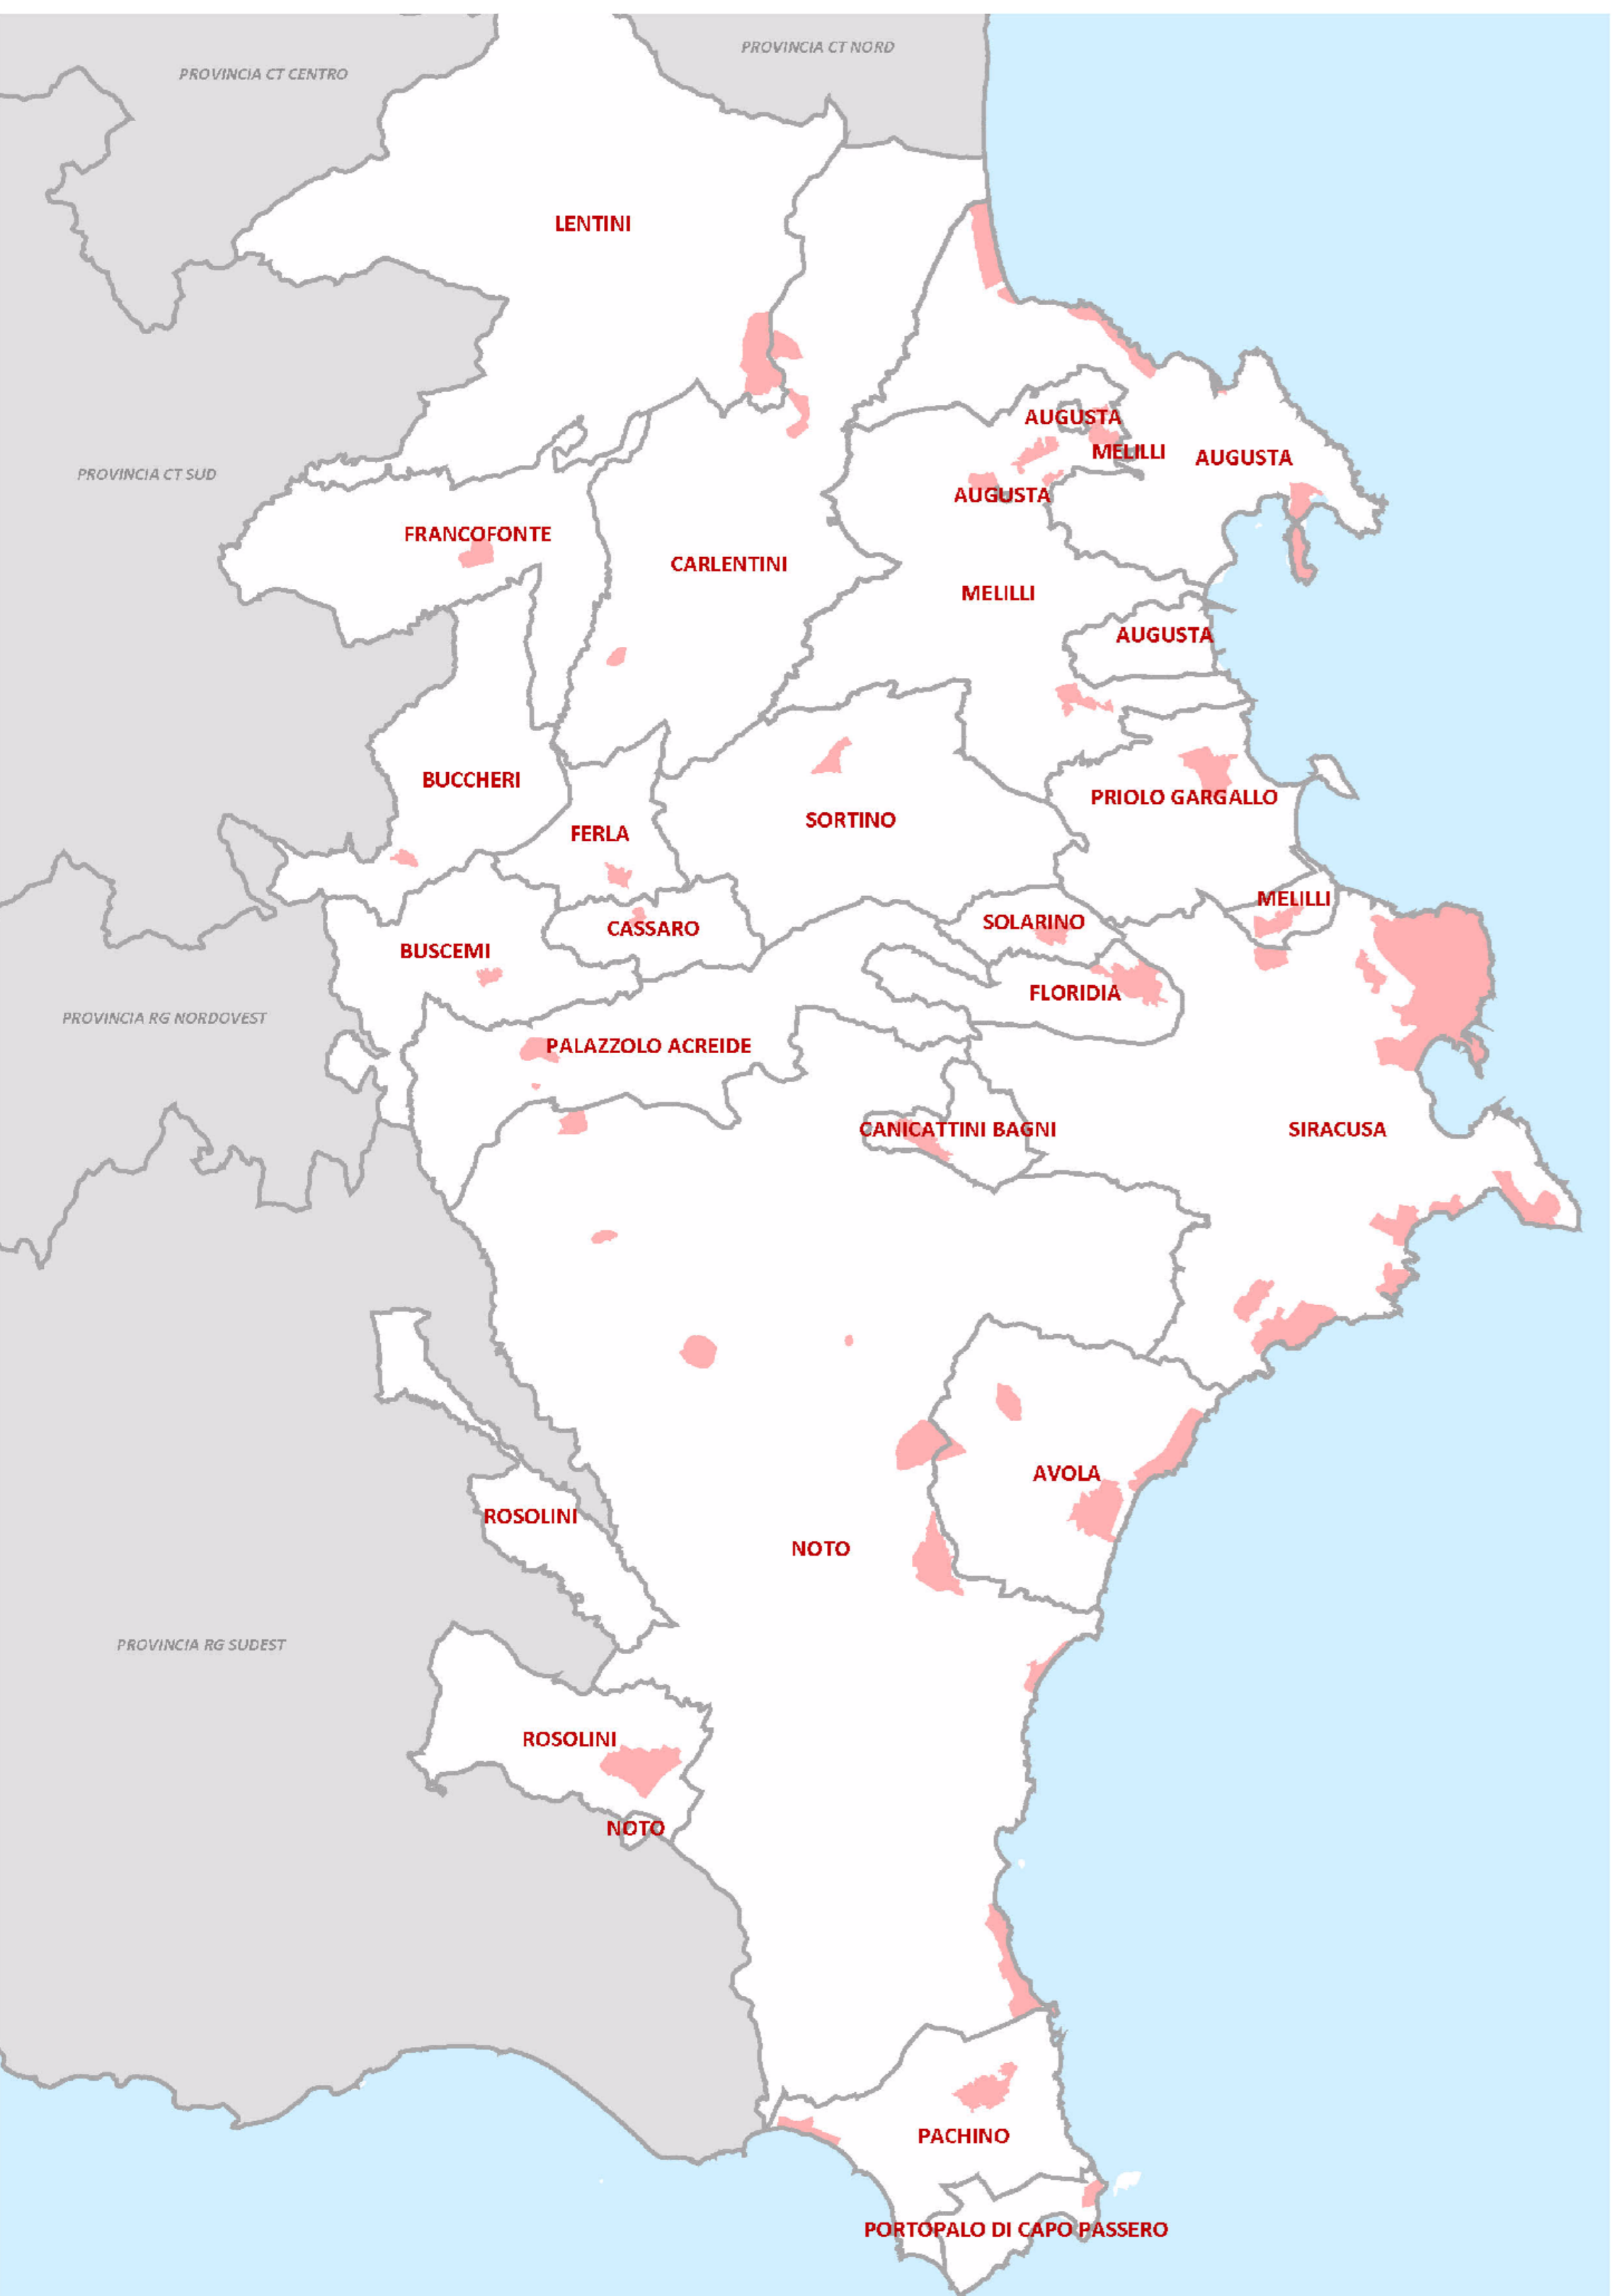 PROVINCIA CT NORD
PROVINCIA CT CENTRO
LENTINI
AUGUSTA
MELILLI
AUGUSTA
PROVINCIA CT SUD
AUGUSTA
FRANCOFONTE
CARLENTINI
MELILLI
AUGUSTA
BUCCHERI
PRIOLO GARGALLO
SORTINO
FERLA
MELILLI
SOLARINO
CASSARO
BUSCEMI
FLORIDIA
PROVINCIA RG NORDOVEST
PALAZZOLO ACREIDE
CANICATTINI BAGNI
SIRACUSA
AVOLA
ROSOLINI
NOTO
PROVINCIA RG SUDEST
ROSOLINI
NOTO
PACHINO
PORTOPALO DI CAPO PASSERO